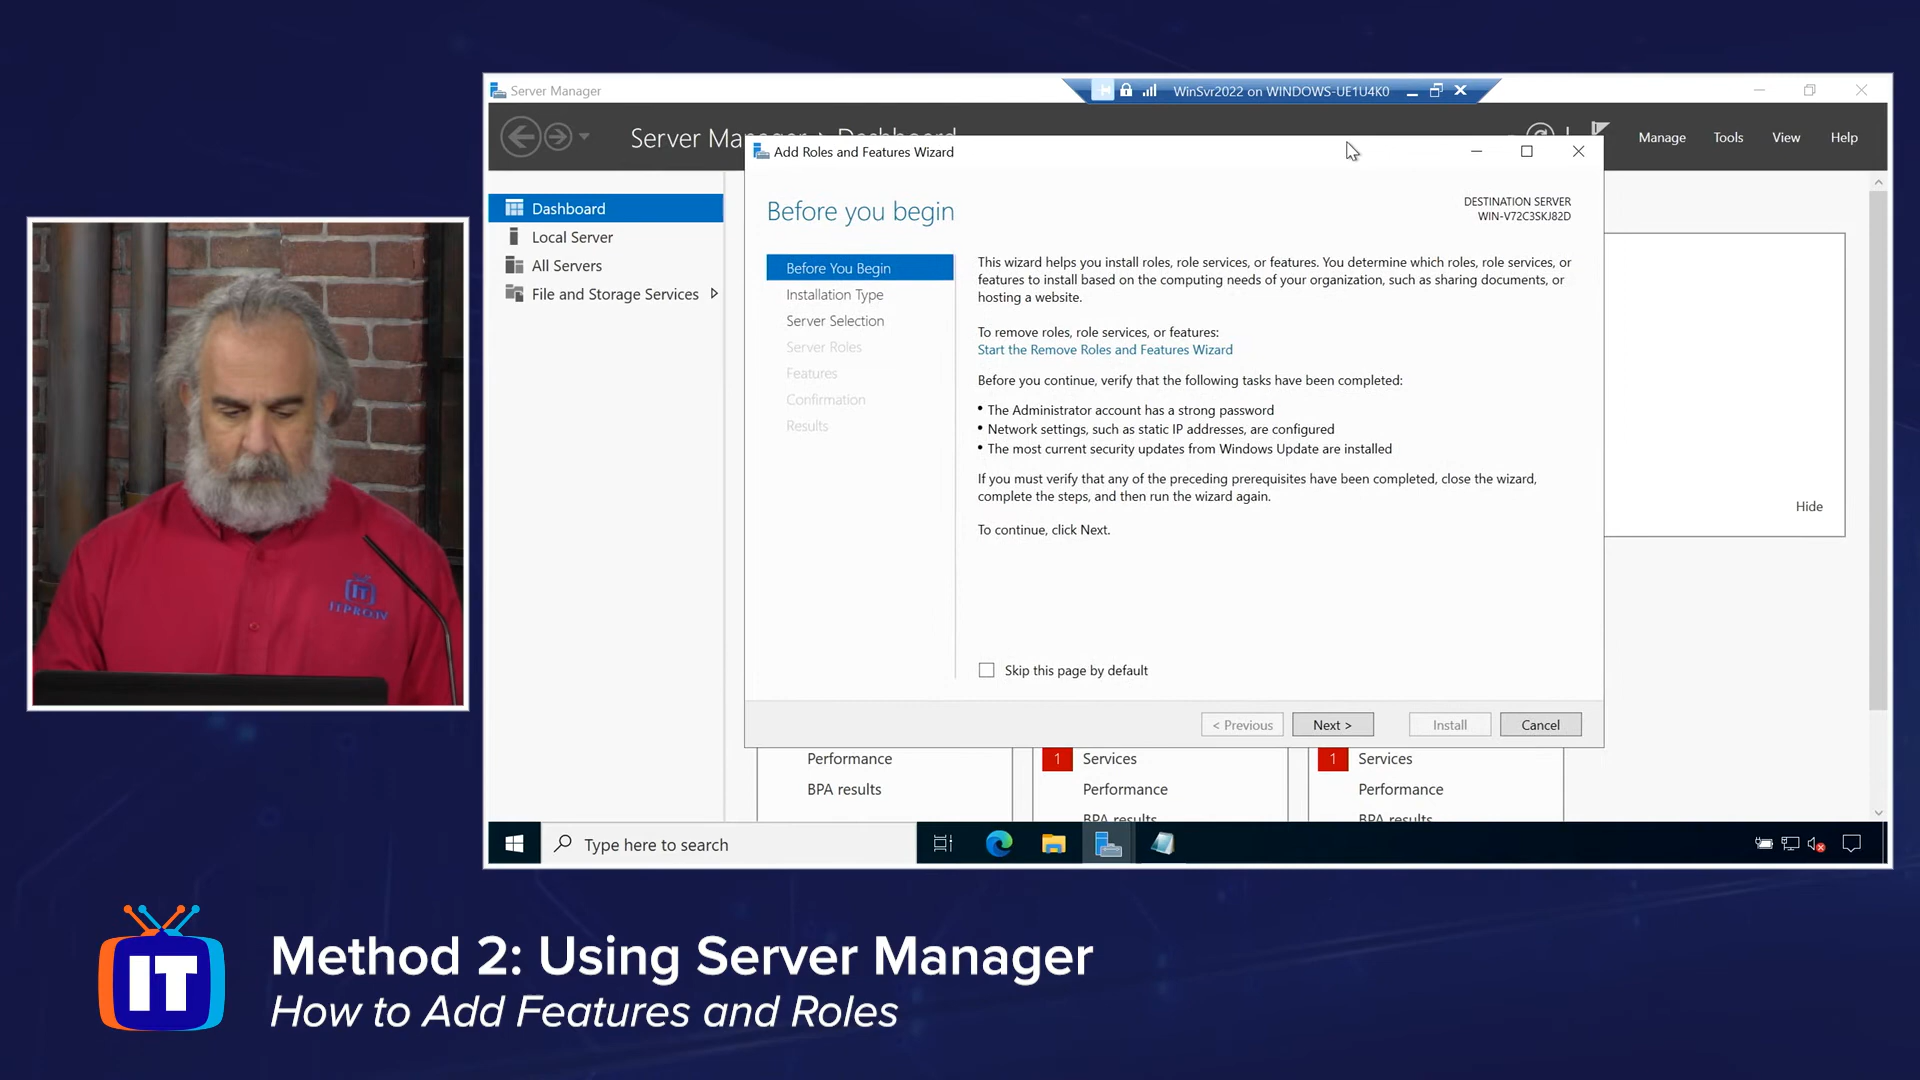 Server Manager
WinSvr2022 on WINDOWS-UE1U4K0
Manage
Tools
View
Help
Add Roles and Features Wizard
Before you begin
DESTINATION SERVER
WIN-V72C3SKJ82D
Dashboard
Local Server
All Servers
File and Storage Services
Before You Begin
Installation Type
Server Selection
Server Roles
Features
Confirmation
Results
This wizard helps you install roles, role services, or features. You determine which roles, role services, or
features to install based on the computing needs of your organization, such as sharing documents, or
hosting a website.
To remove roles, role services, or features:
Start the Remove Roles and Features Wizard
Before you continue, verify that the following tasks have been completed:
• The Administrator account has a strong password
• Network settings, such as static IP addresses, are configured
• The most current security updates from Windows Update are installed
If you must verify that any of the preceding prerequisites have been completed, close the wizard,
complete the steps, and then run the wizard again.
To continue, click Next.
Skip this page by default
< Previous
Next >
Install
Cancel
Hide
Performance
BPA results
1 Services
Performance
BPA results
1 Services
Performance
BPA results
Type here to search
IT
ITPRO.TV
IT
Method 2: Using Server Manager
How to Add Features and Roles